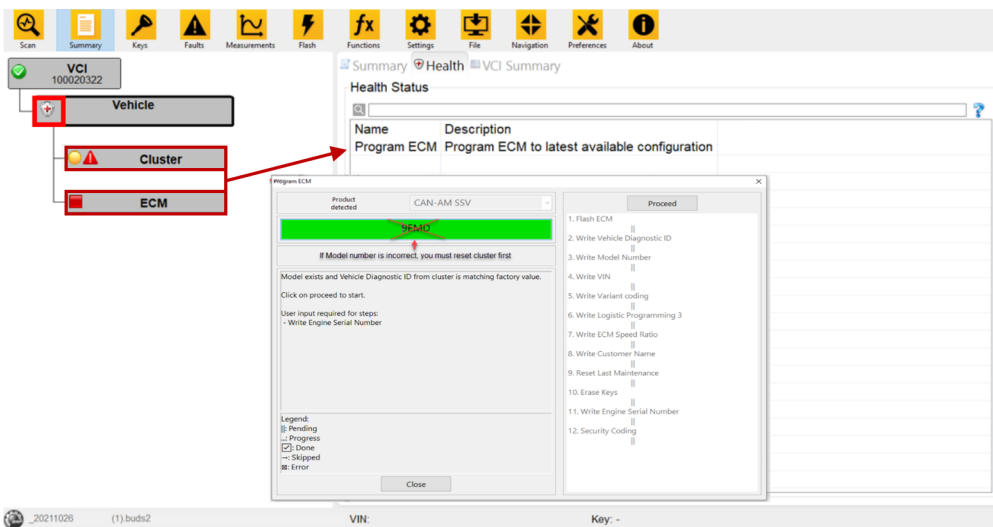 Scan Summary Keys Faults Measurements Flash Functions Settings File Navigation Preferences About
fx
VCI
100020322
Vehicle
Cluster
ECM
Summary Health VCI Summary
Health Status
Name Description
Program ECM Program ECM to latest available configuration
Program ECM
Product
detected
CAN-AM SSV
9EMD
If Model number is incorrect, you must reset cluster first
Model exists and Vehicle Diagnostic ID from cluster is matching factory value.
Click on proceed to start.
User input required for steps:
- Write Engine Serial Number
Legend:
||: Pending
...: Progress
☑: Done
→: Skipped
⊠: Error
Close
Proceed
1. Flash ECM
||
2. Write Vehicle Diagnostic ID
||
3. Write Model Number
||
4. Write VIN
||
5. Write Variant coding
||
6. Write Logistic Programming 3
||
7. Write ECM Speed Ratio
||
8. Write Customer Name
||
9. Reset Last Maintenance
||
10. Erase Keys
||
11. Write Engine Serial Number
||
12. Security Coding
||
_20211026 (1).buds2
VIN: Key: -